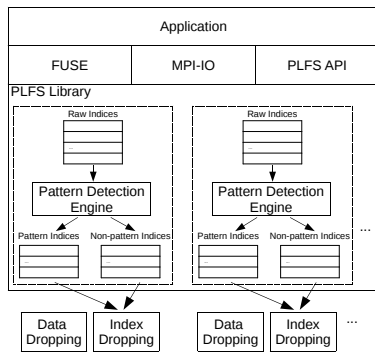 Application
FUSE MPI-IO PLFS API
PLFS Library
Raw Indices Raw Indices
... ...
Pattern Detection Engine Pattern Detection Engine
Pattern Indices Non-pattern Indices Pattern Indices Non-pattern Indices
... ... ... ...
...
Data Dropping Index Dropping Data Dropping Index Dropping ...